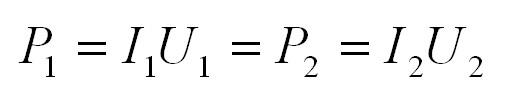 P₁ = I₁U₁ = P₂ = I₂U₂